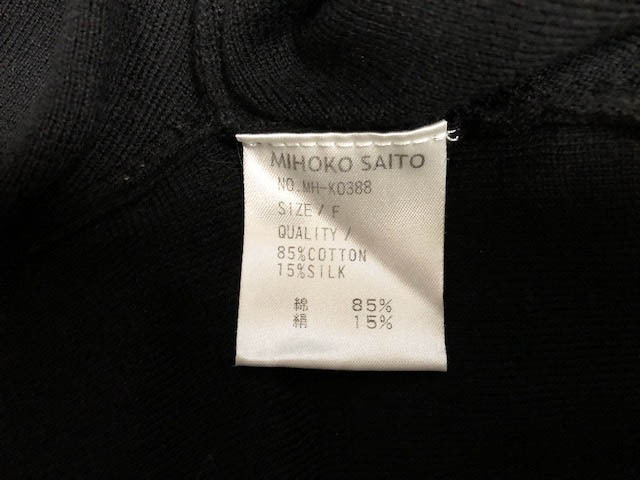 MIHOKO SAITO
NO.MH-K0388
SIZE/F
QUALITY/
85%COTTON
15%SILK
綿 85%
絹 15%